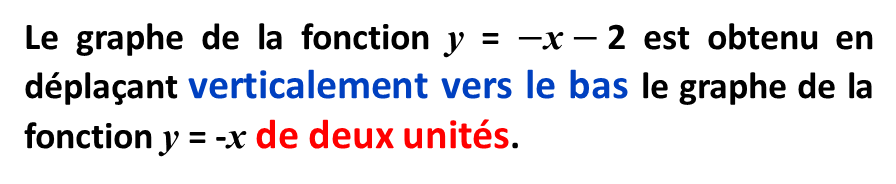 Le graphe de la fonction y = −x − 2 est obtenu en
déplaçant verticalement vers le bas le graphe de la
fonction y = -x de deux unités.